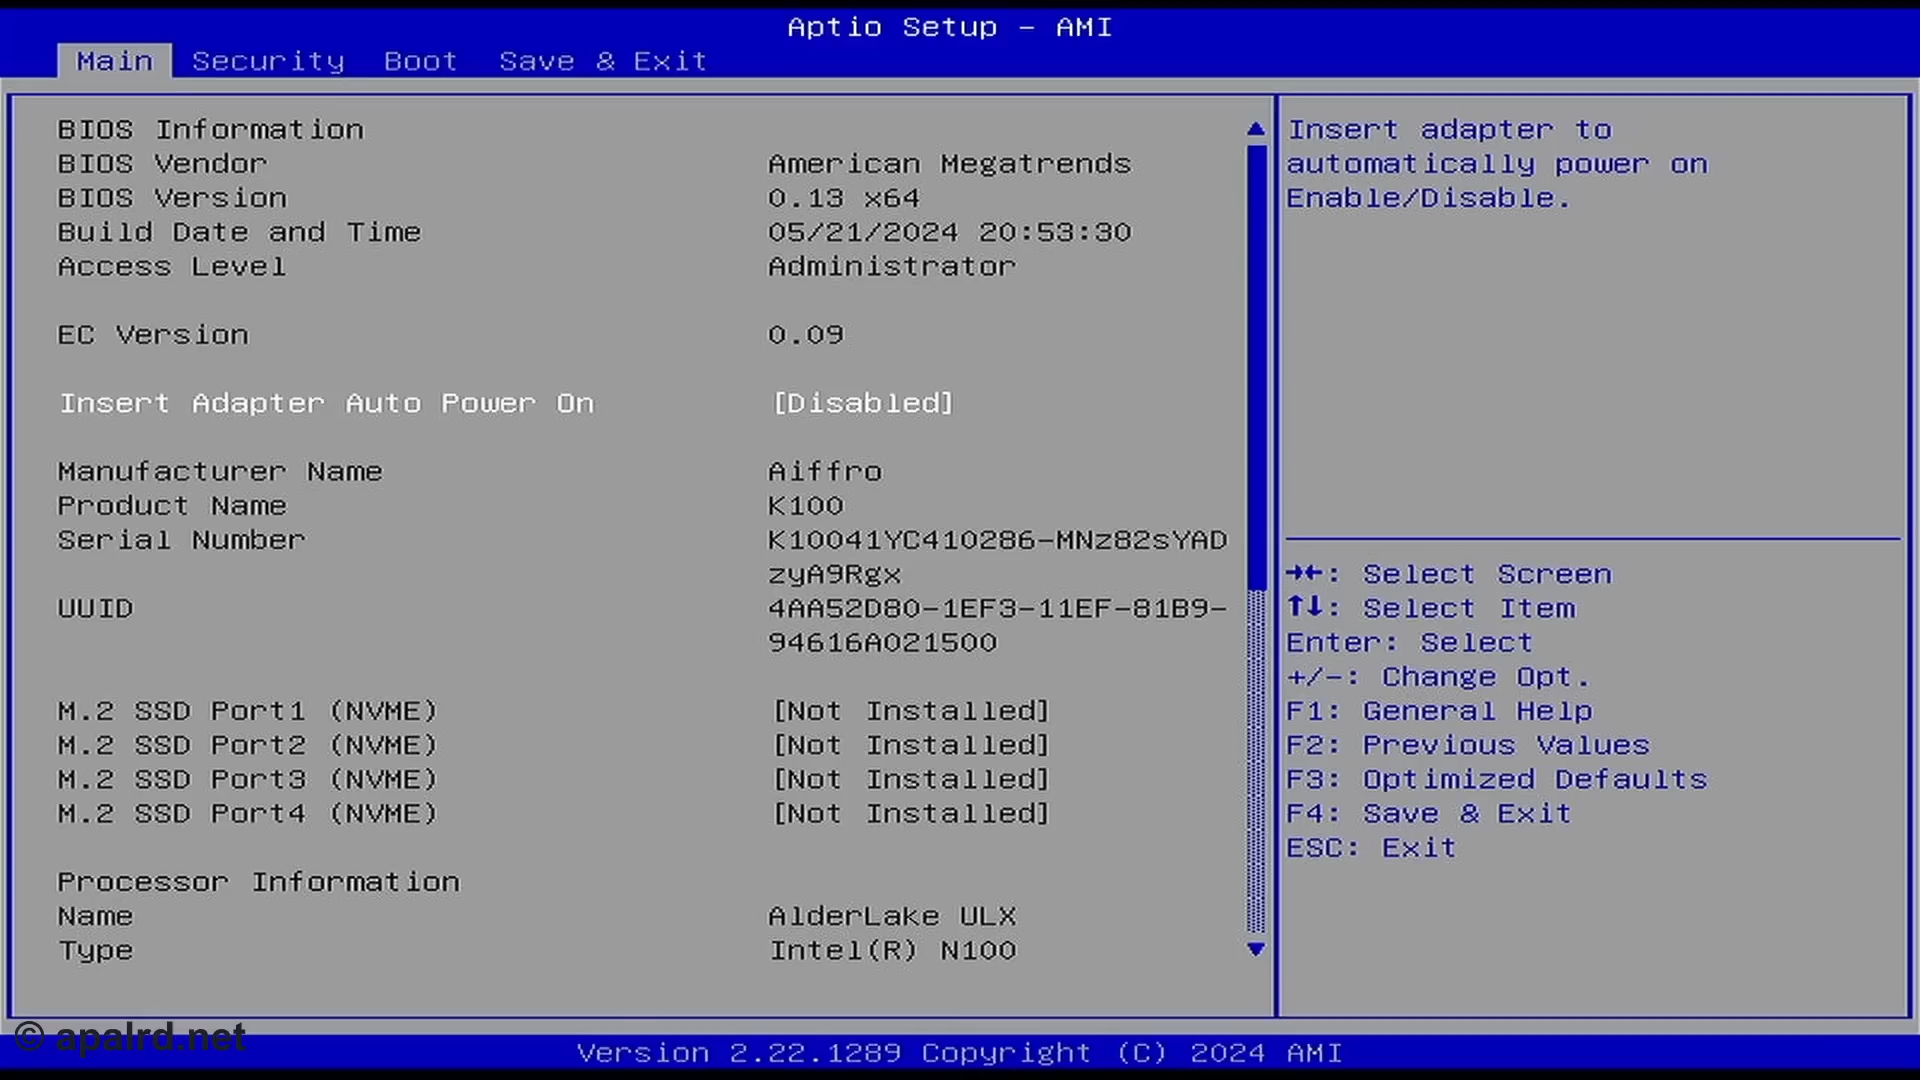 Aptio Setup - AMI
Main Security Boot Save & Exit
BIOS Information
BIOS Vendor American Megatrends
BIOS Version 0.13 x64
Build Date and Time 05/21/2024 20:53:30
Access Level Administrator
EC Version 0.09
Insert Adapter Auto Power On [Disabled]
Manufacturer Name Aiffro
Product Name K100
Serial Number K10041YC410286-MNz82sYAD
zyA9Rgx
UUID 4AA52D80-1EF3-11EF-81B9-
94616A021500
M.2 SSD Port1 (NVME) [Not Installed]
M.2 SSD Port2 (NVME) [Not Installed]
M.2 SSD Port3 (NVME) [Not Installed]
M.2 SSD Port4 (NVME) [Not Installed]
Processor Information
Name AlderLake ULX
Type Intel(R) N100
Insert adapter to
automatically power on
Enable/Disable.
→←: Select Screen
↑↓: Select Item
Enter: Select
+/-: Change Opt.
F1: General Help
F2: Previous Values
F3: Optimized Defaults
F4: Save & Exit
ESC: Exit
© apalrd.net
Version 2.22.1289 Copyright (C) 2024 AMI